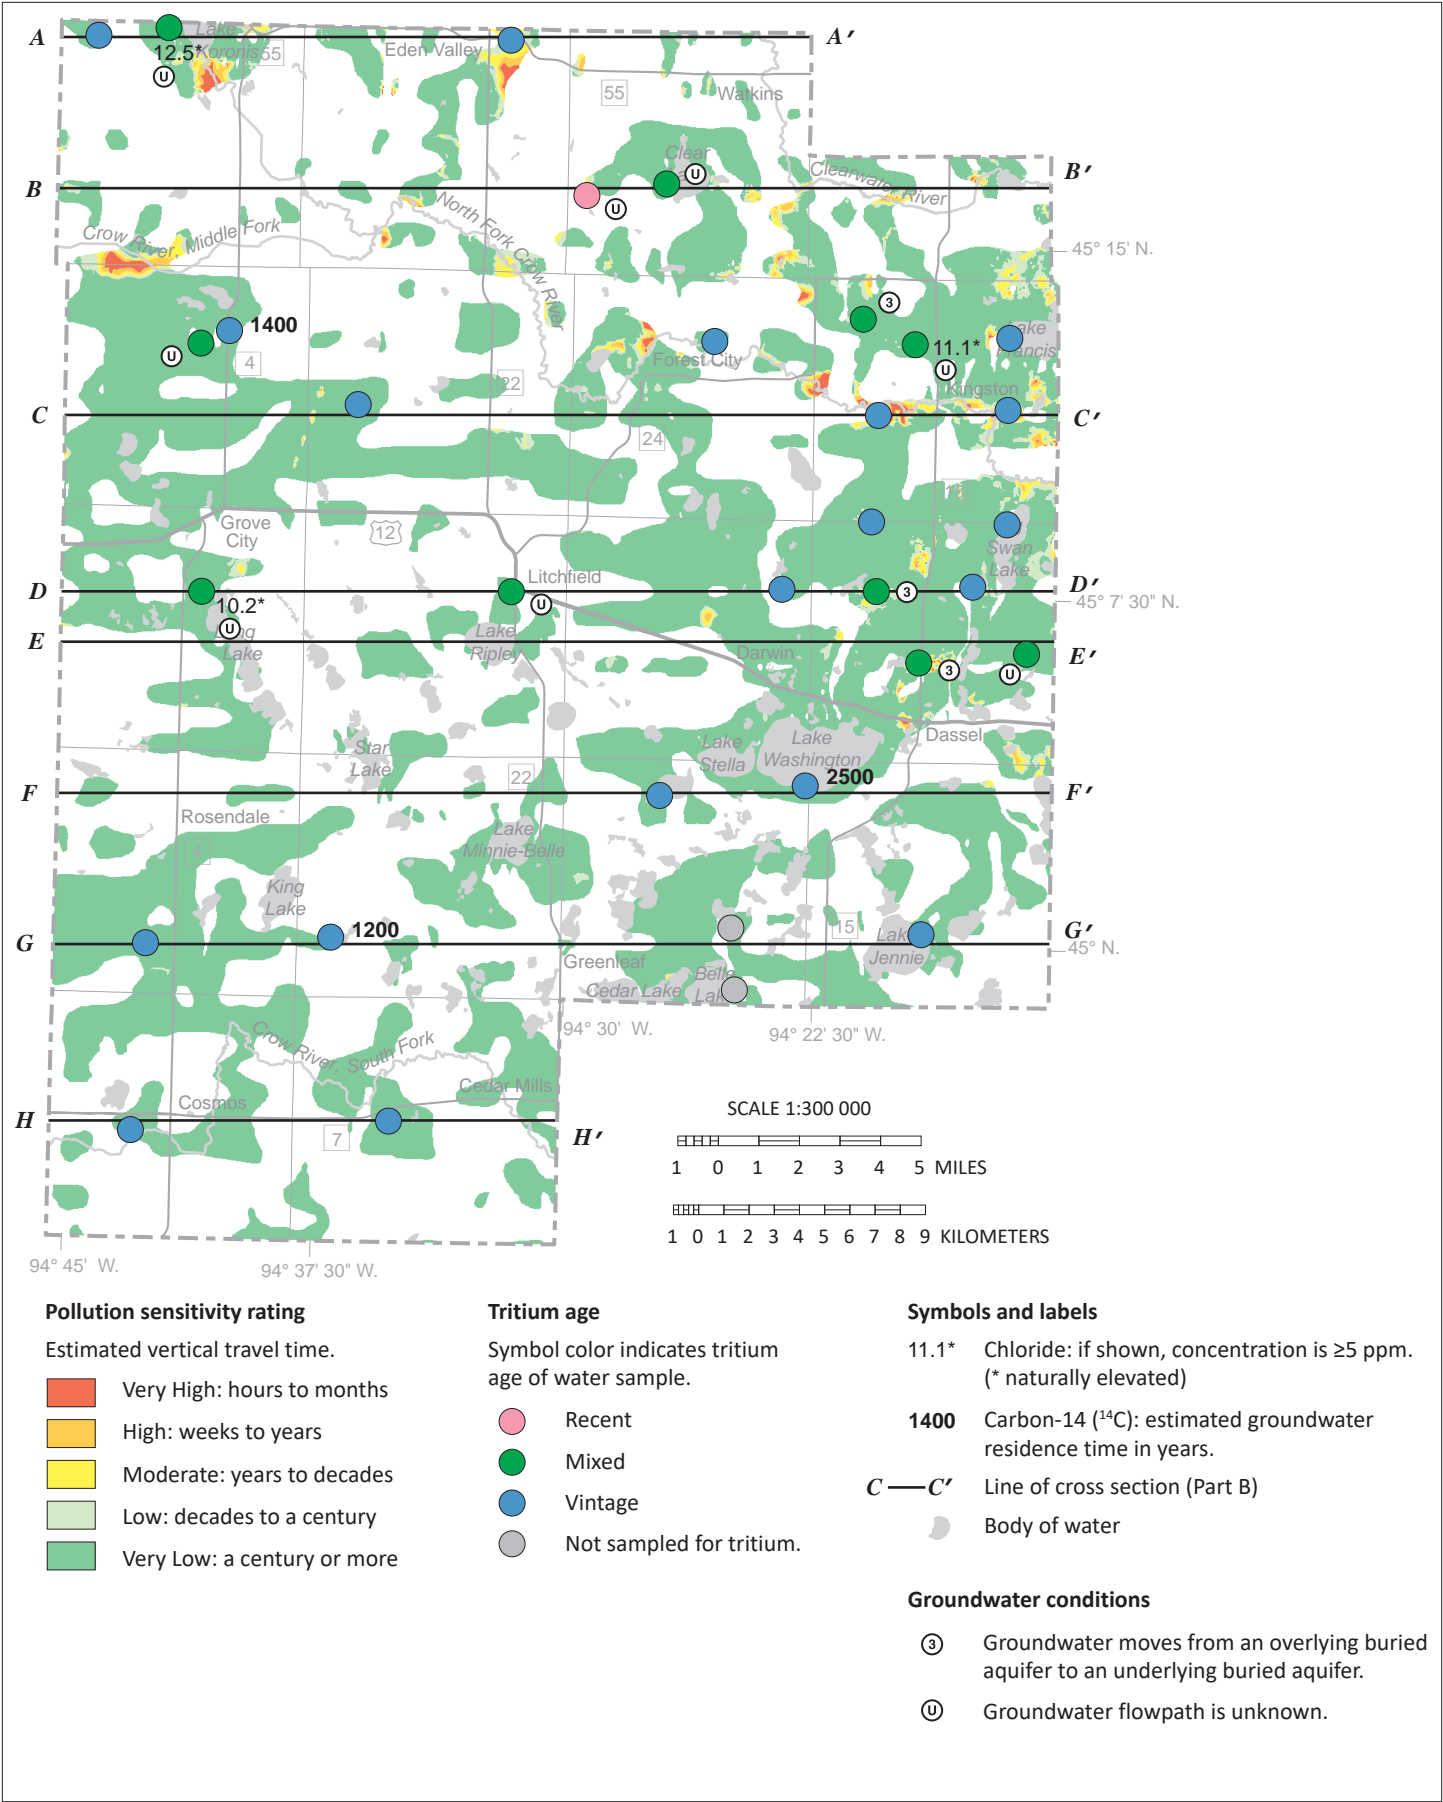 A
A′
Lake
Koronis
12.5*
U
55
Eden Valley
55
Watkins
Clear
U
B
B′
U
Clearwater River
North Fork Crow River
Crow River, Middle Fork
45° 15' N.
3
1400
U
4
11.1*
U
Lake
Francis
Forest City
Kingston
22
C
C′
24
15
Grove
City
12
Swan
Lake
Litchfield
D
D′
3
10.2*
U
U
45° 7' 30" N.
E
E′
Long
Lake
Lake
Ripley
Darwin
3
U
Dassel
Star
Lake
Lake
Stella
Lake
Washington
2500
22
F
F′
Rosendale
4
Lake
Minnie-Belle
King
Lake
1200
15
G
G′
Lake
Jennie
45° N.
Greenleaf
Cedar Lake
Belle
Lake
94° 30' W.
94° 22' 30" W.
Crow River, South Fork
Cedar Mills
Cosmos
H
H′
7
SCALE 1:300 000
1 0 1 2 3 4 5 MILES
1 0 1 2 3 4 5 6 7 8 9 KILOMETERS
94° 45' W.
94° 37' 30" W.
Pollution sensitivity rating
Estimated vertical travel time.
Very High: hours to months
High: weeks to years
Moderate: years to decades
Low: decades to a century
Very Low: a century or more
Tritium age
Symbol color indicates tritium
age of water sample.
Recent
Mixed
Vintage
Not sampled for tritium.
Symbols and labels
11.1* Chloride: if shown, concentration is ≥5 ppm.
(* naturally elevated)
1400 Carbon-14 (¹⁴C): estimated groundwater
residence time in years.
C — C′ Line of cross section (Part B)
Body of water
Groundwater conditions
3 Groundwater moves from an overlying buried
aquifer to an underlying buried aquifer.
U Groundwater flowpath is unknown.